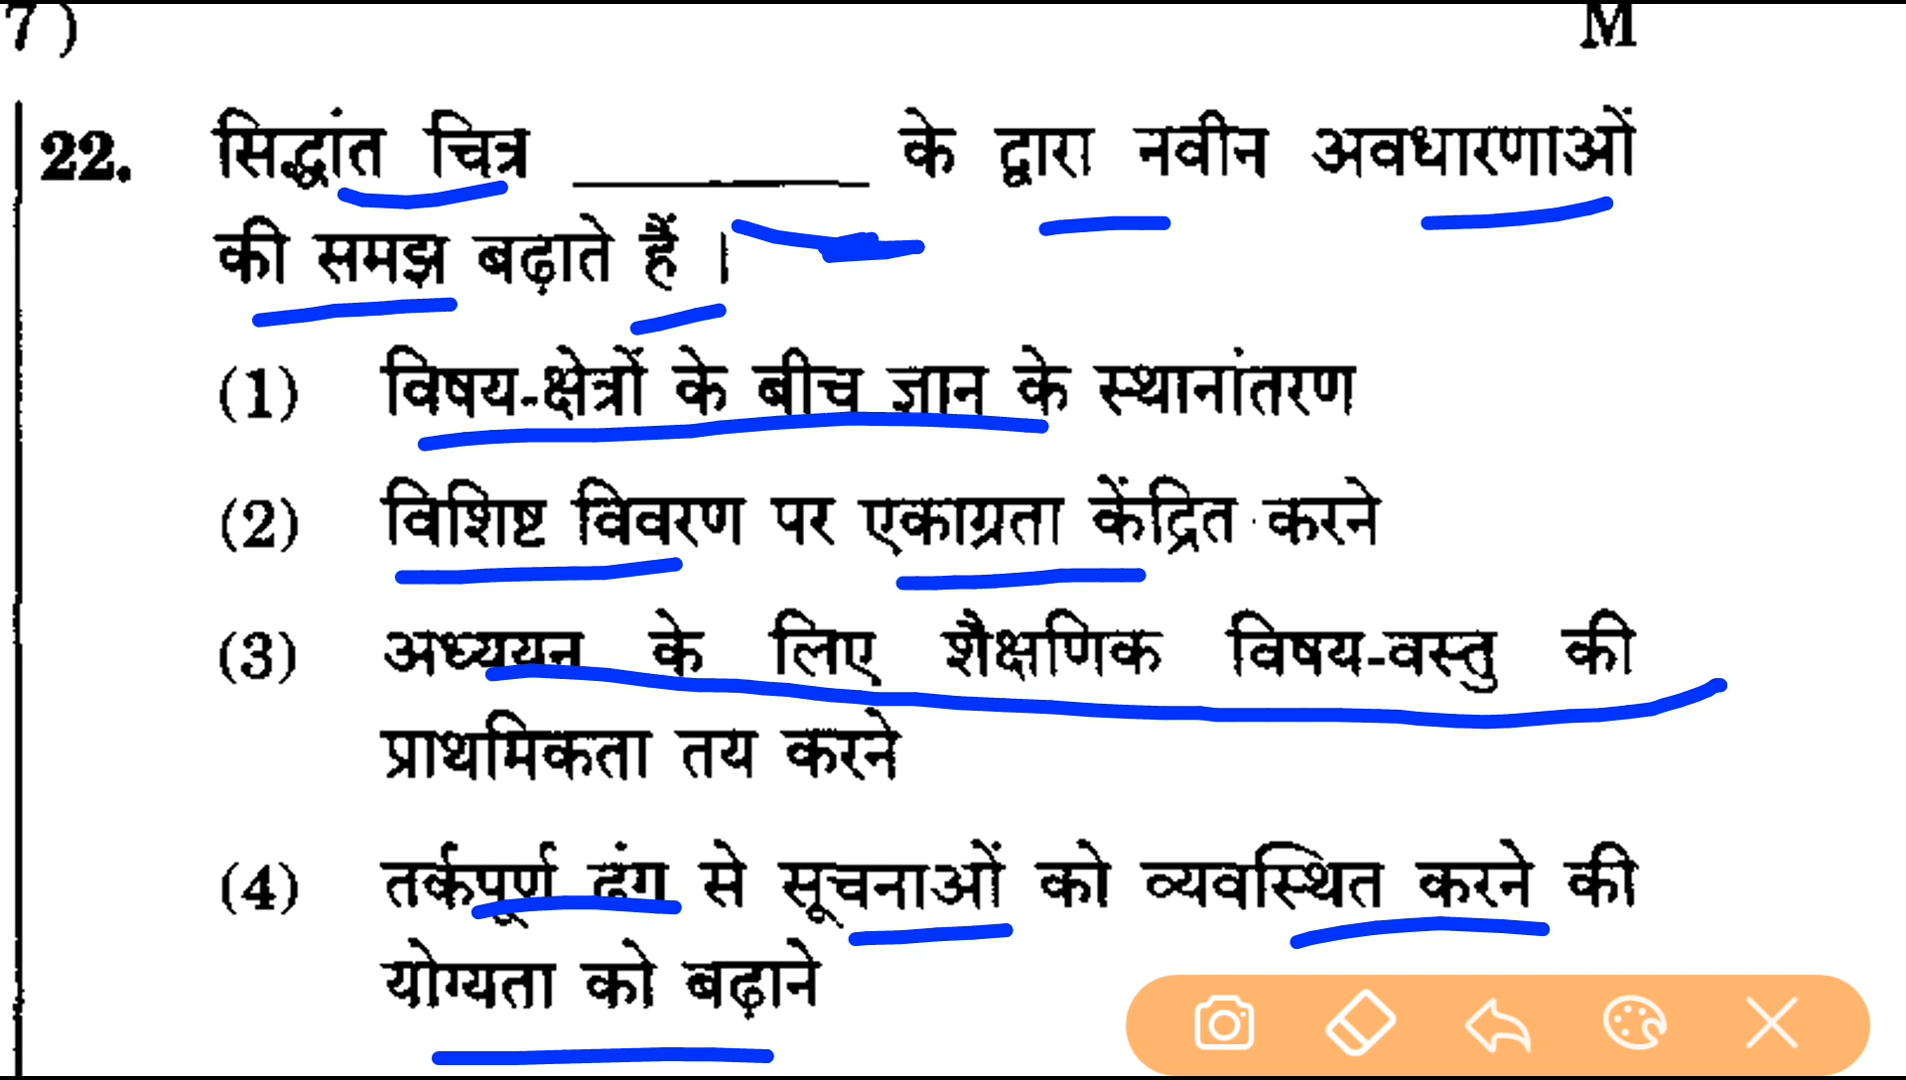 7 )
M
22. सिद्धांत चित्र __________ के द्वारा नवीन अवधारणाओं
की समझ बढ़ाते हैं ।
(1) विषय-क्षेत्रों के बीच ज्ञान के स्थानांतरण
(2) विशिष्ट विवरण पर एकाग्रता केंद्रित करने
(3) अध्ययन के लिए शैक्षणिक विषय-वस्तु की
प्राथमिकता तय करने
(4) तर्कपूर्ण ढंग से सूचनाओं को व्यवस्थित करने की
योग्यता को बढ़ाने